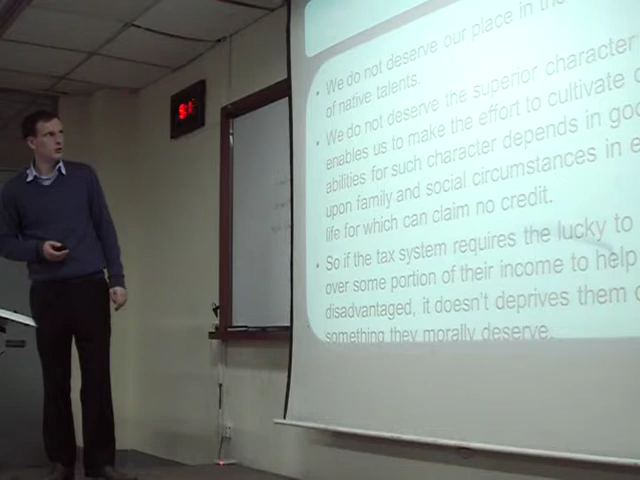 • We do not deserve our place in the
of native talents.
• We do not deserve the superior character
enables us to make the effort to cultivate
abilities for such character depends in
upon family and social circumstances in
life for which can claim no credit.
• So if the tax system requires the lucky to
over some portion of their income to help
disadvantaged, it doesn't deprives them
something they morally deserve.